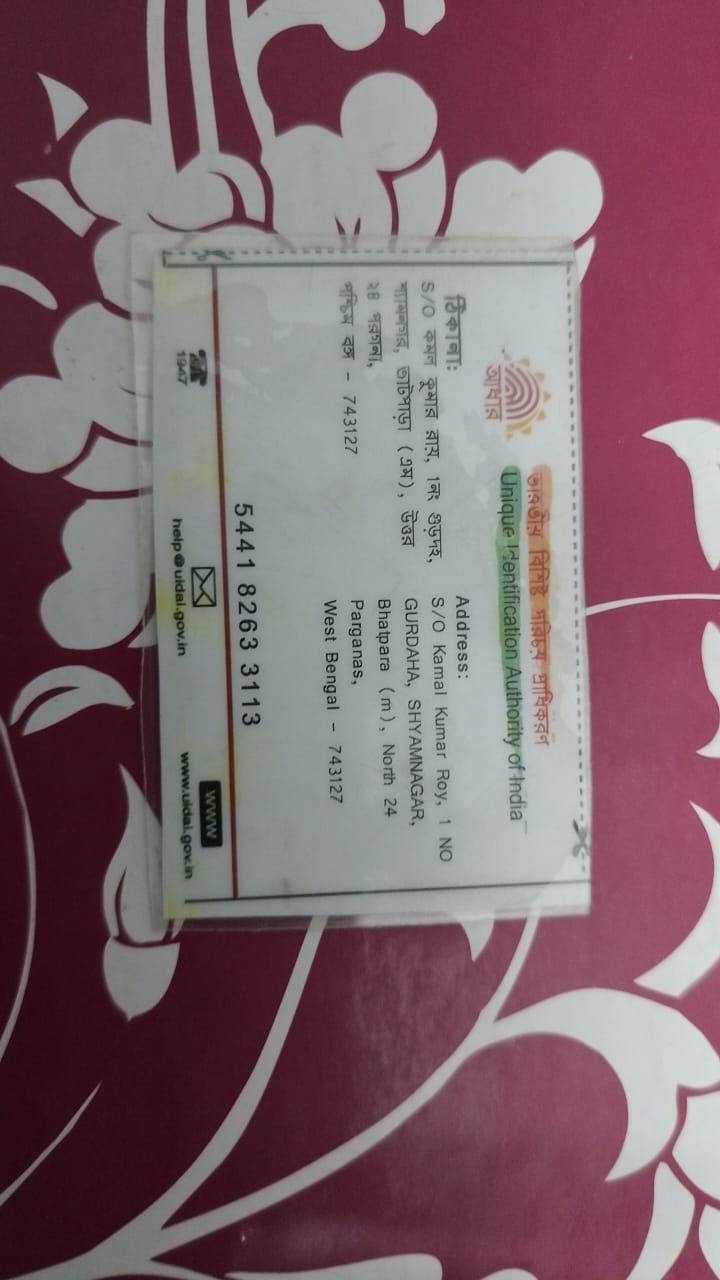 ভারতীয় বিশিষ্ট পরিচয় প্রাধিকরণ
Unique Identification Authority of India
আধার
ঠিকানা:
S/O কমল কুমার রায়, 1নং গুড়দহ,
শ্যামনগর, ভাটপাড়া (এম), উত্তর
২৪ পরগনা,
পশ্চিম বঙ্গ - 743127
Address:
S/O Kamal Kumar Roy, 1 NO
GURDAHA, SHYAMNAGAR,
Bhatpara (m), North 24
Parganas,
West Bengal - 743127
5441 8263 3113
1947
help@uidai.gov.in
WWW
www.uidai.gov.in